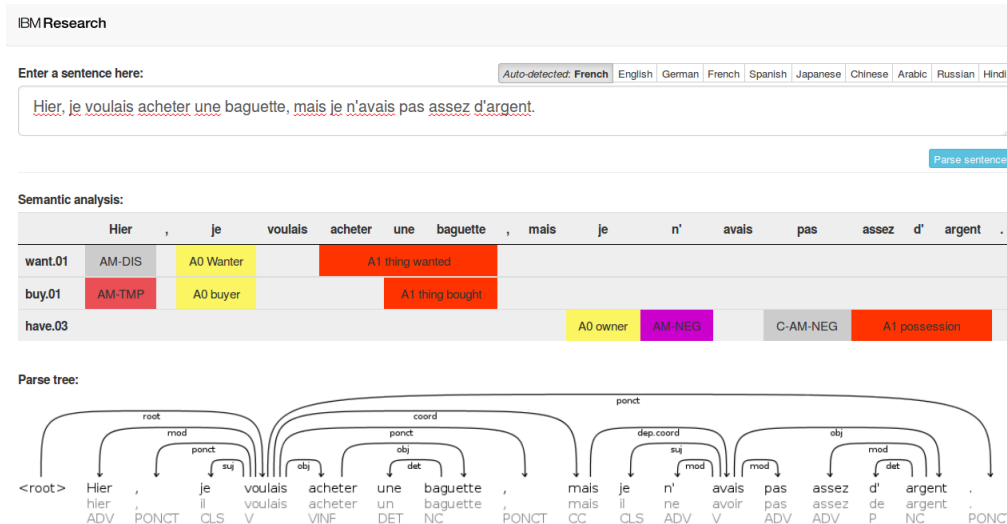 IBM Research
Enter a sentence here:
Auto-detected: French English German French Spanish Japanese Chinese Arabic Russian Hindi
Hier, je voulais acheter une baguette, mais je n'avais pas assez d'argent.
Parse sentence
Semantic analysis:
Hier , je voulais acheter une baguette , mais je n' avais pas assez d' argent .
want.01 AM-DIS A0 Wanter A1 thing wanted
buy.01 AM-TMP A0 buyer A1 thing bought
have.03 A0 owner AM-NEG C-AM-NEG A1 possession
Parse tree:
ponct
root coord
mod ponct dep.coord obj
ponct obj suj mod
suj obj det mod mod det
<root> Hier , je voulais acheter une baguette , mais je n' avais pas assez d' argent .
hier , il voulais acheter un baguette , mais il ne avoir pas assez de argent .
ADV PONCT CLS V VINF DET NC PONCT CC CLS ADV V ADV ADV P NC PONC